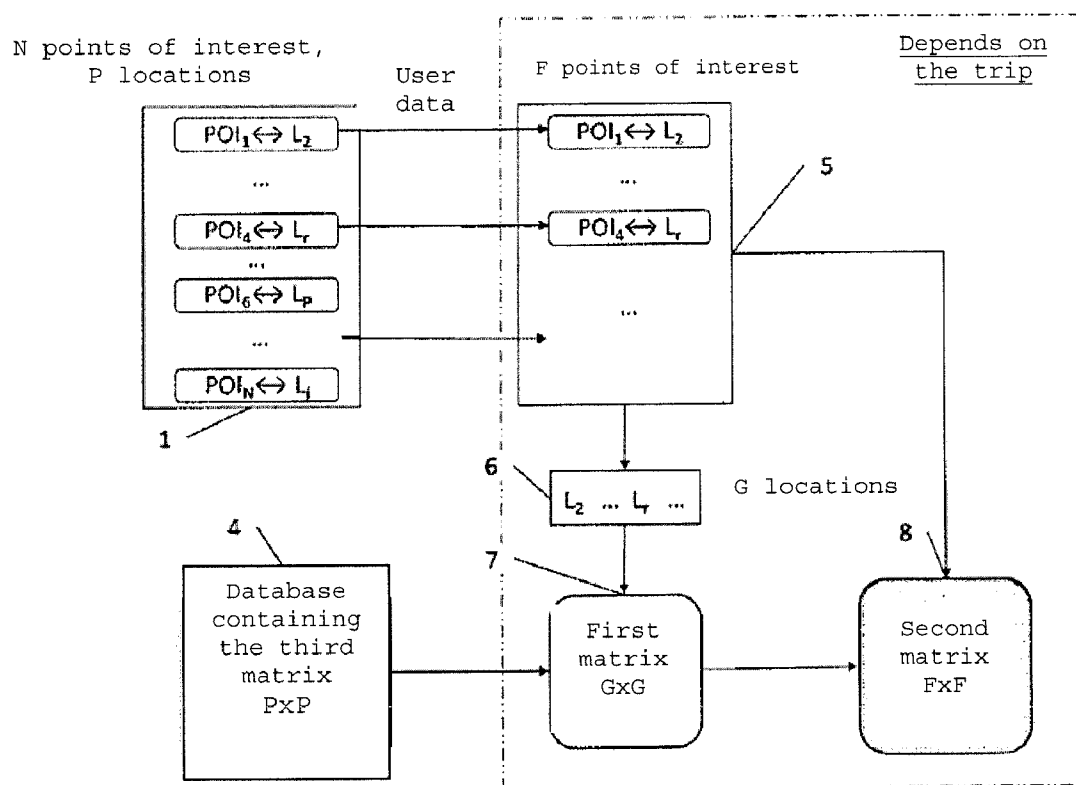 N points of interest,
P locations
User
data
F points of interest
Depends on
the trip
POI₁ ↔ L₂
...
POI₄ ↔ Lᵣ
...
POI₆ ↔ Lₚ
...
POI_N ↔ Lⱼ
1
POI₁ ↔ L₂
...
POI₄ ↔ Lᵣ
...
5
6
L₂ ... Lᵣ ...
G locations
4
Database
containing
the third
matrix
PxP
7
First
matrix
GxG
8
Second
matrix
FxF